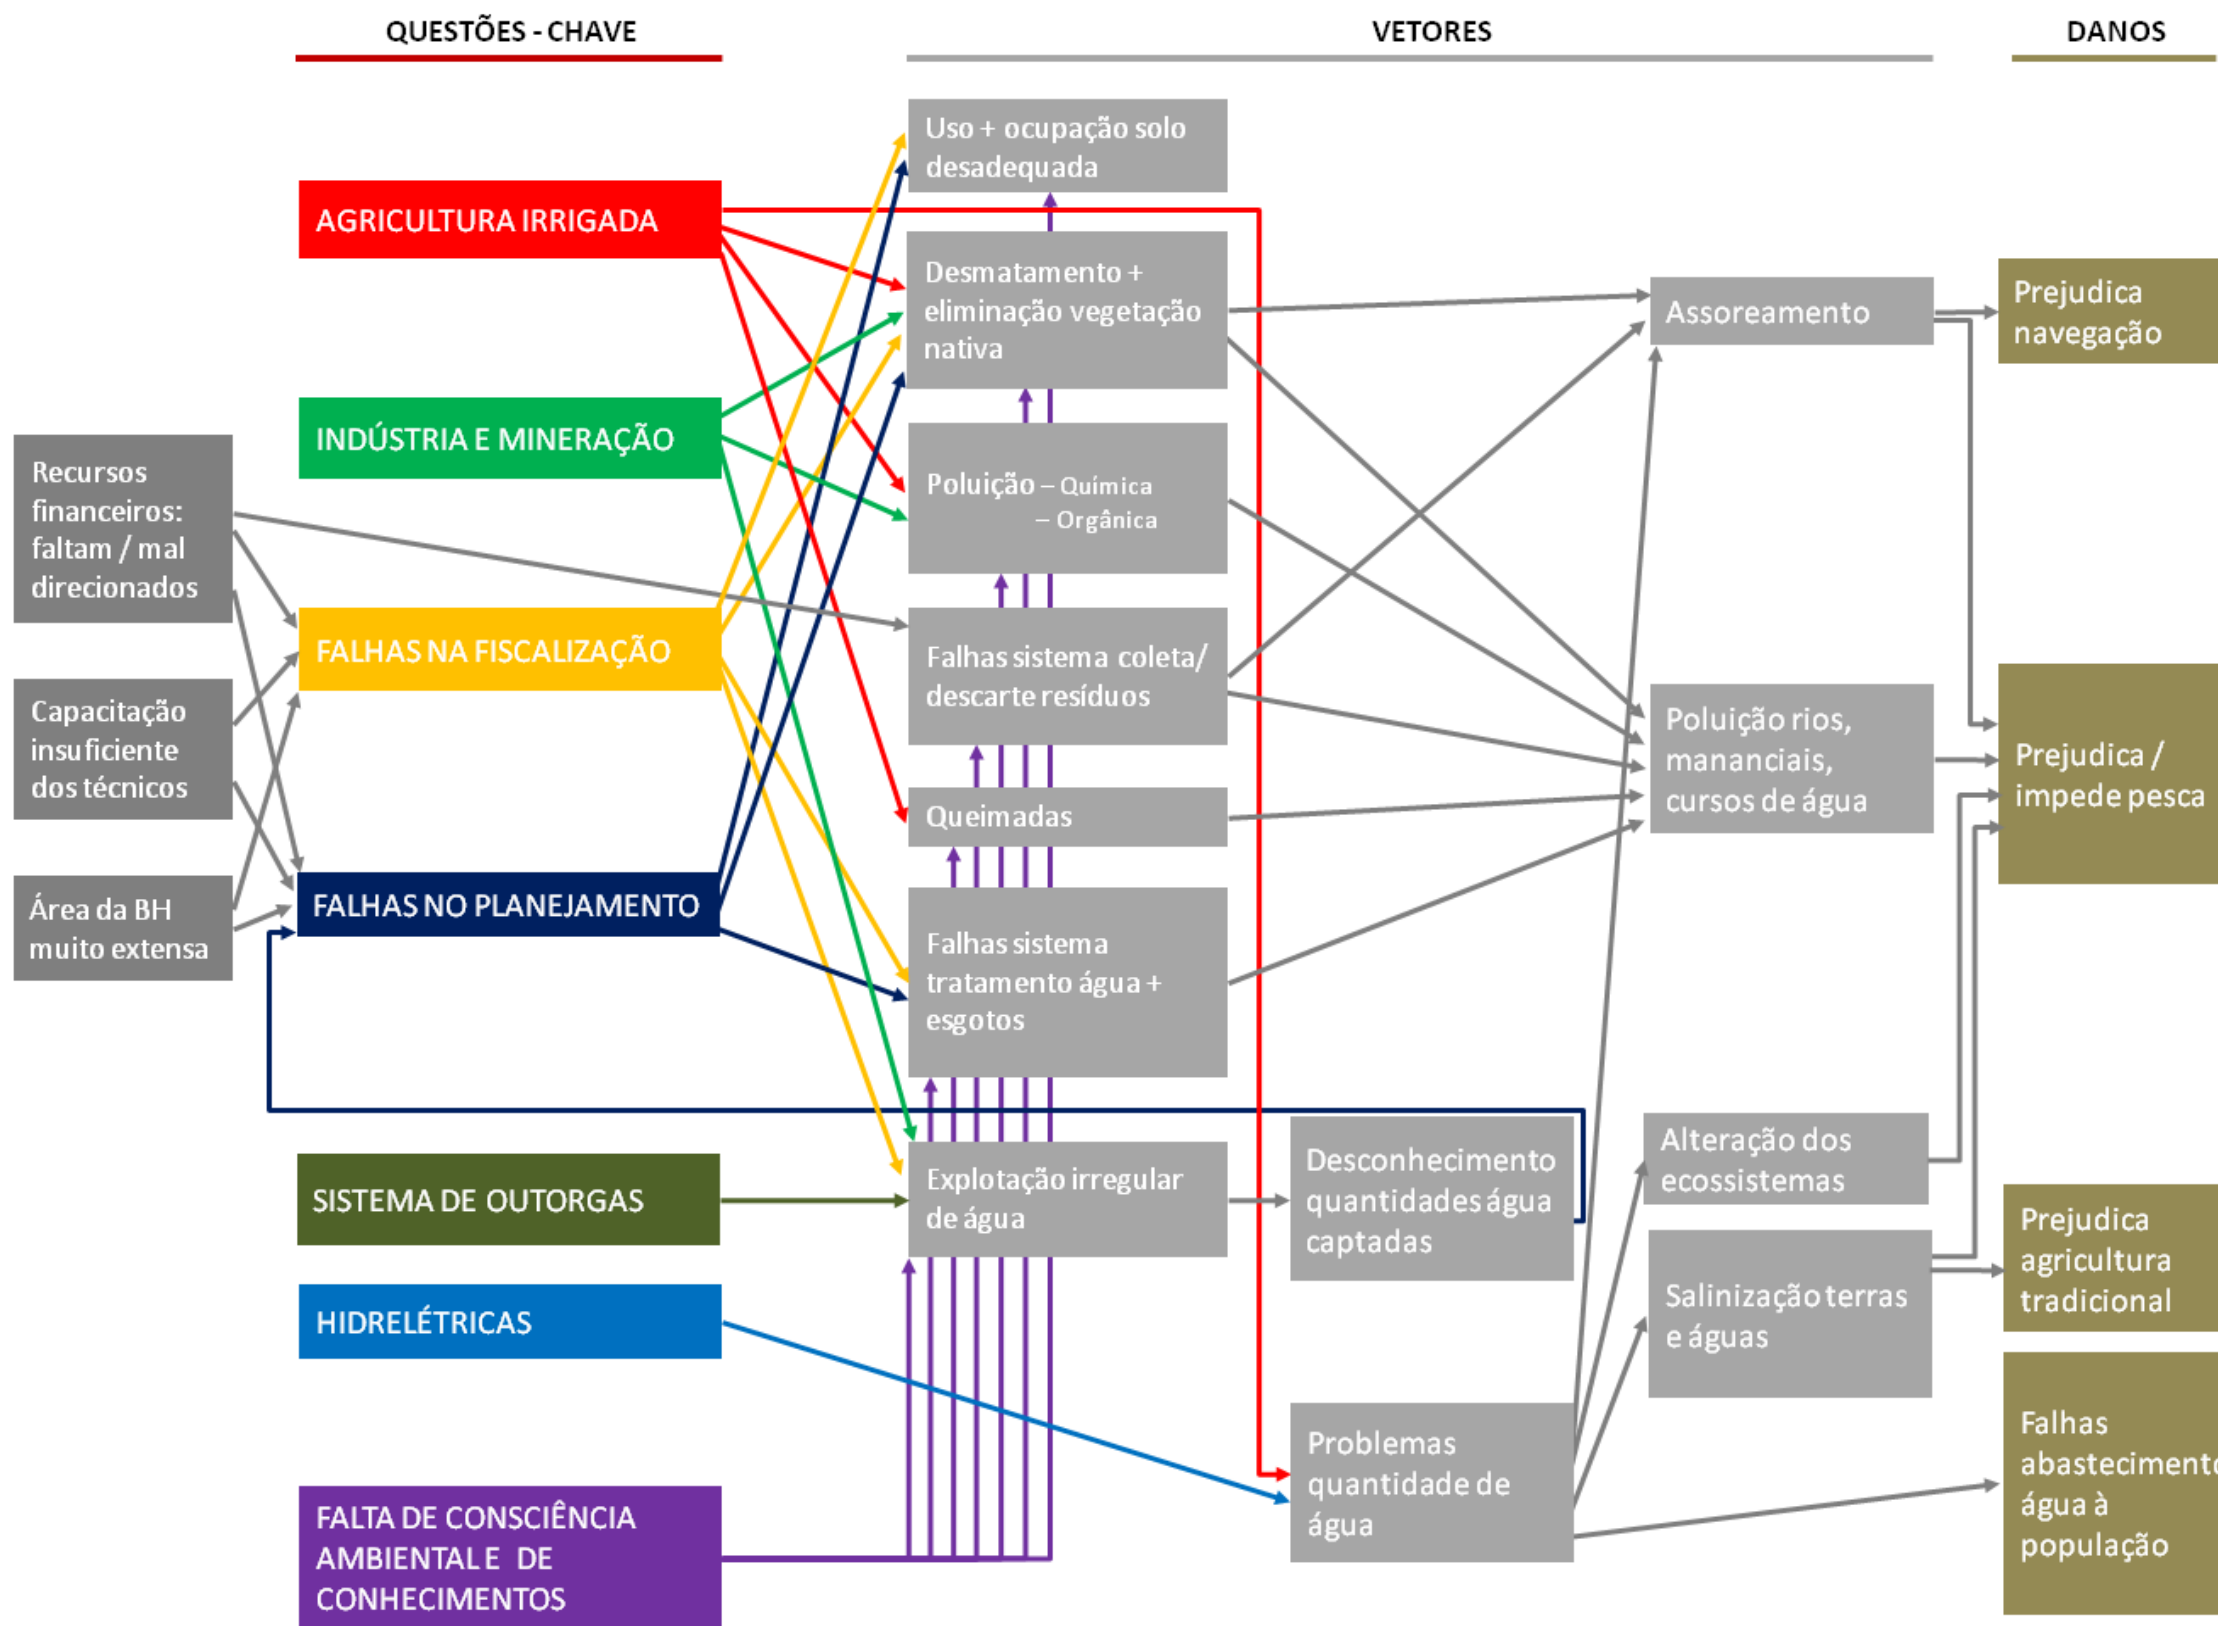 QUESTÕES - CHAVE
VETORES
DANOS
Recursos
financeiros:
faltam / mal
direcionados
Capacitação
insuficiente
dos técnicos
Área da BH
muito extensa
AGRICULTURA IRRIGADA
INDÚSTRIA E MINERAÇÃO
FALHAS NA FISCALIZAÇÃO
FALHAS NO PLANEJAMENTO
SISTEMA DE OUTORGAS
HIDRELÉTRICAS
FALTA DE CONSCIÊNCIA
AMBIENTAL E DE
CONHECIMENTOS
Uso + ocupação solo
desadequada
Desmatamento +
eliminação vegetação
nativa
Poluição – Química
– Orgânica
Falhas sistema coleta/
descarte resíduos
Queimadas
Falhas sistema
tratamento água +
esgotos
Explotação irregular
de água
Desconhecimento
quantidades água
captadas
Problemas
quantidade de
água
Assoreamento
Poluição rios,
mananciais,
cursos de água
Alteração dos
ecossistemas
Salinização terras
e águas
Prejudica
navegação
Prejudica /
impede pesca
Prejudica
agricultura
tradicional
Falhas
abastecimento
água à
população